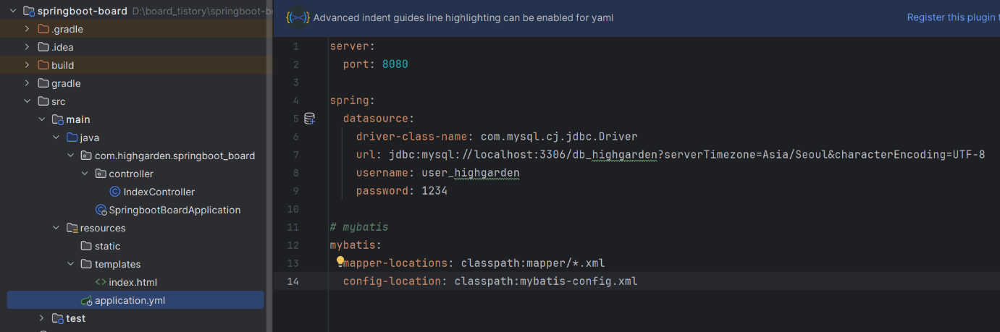 springboot-board D:\board_tistory\springboot-bo
.gradle
.idea
build
gradle
src
main
java
com.highgarden.springboot_board
controller
IndexController
SpringbootBoardApplication
resources
static
templates
index.html
application.yml
test
Advanced indent guides line highlighting can be enabled for yaml Register this plugin
1 server:
2 port: 8080
3
4 spring:
5 datasource:
6 driver-class-name: com.mysql.cj.jdbc.Driver
7 url: jdbc:mysql://localhost:3306/db_highgarden?serverTimezone=Asia/Seoul&characterEncoding=UTF-8
8 username: user_highgarden
9 password: 1234
10
11 # mybatis
12 mybatis:
13 mapper-locations: classpath:mapper/*.xml
14 config-location: classpath:mybatis-config.xml